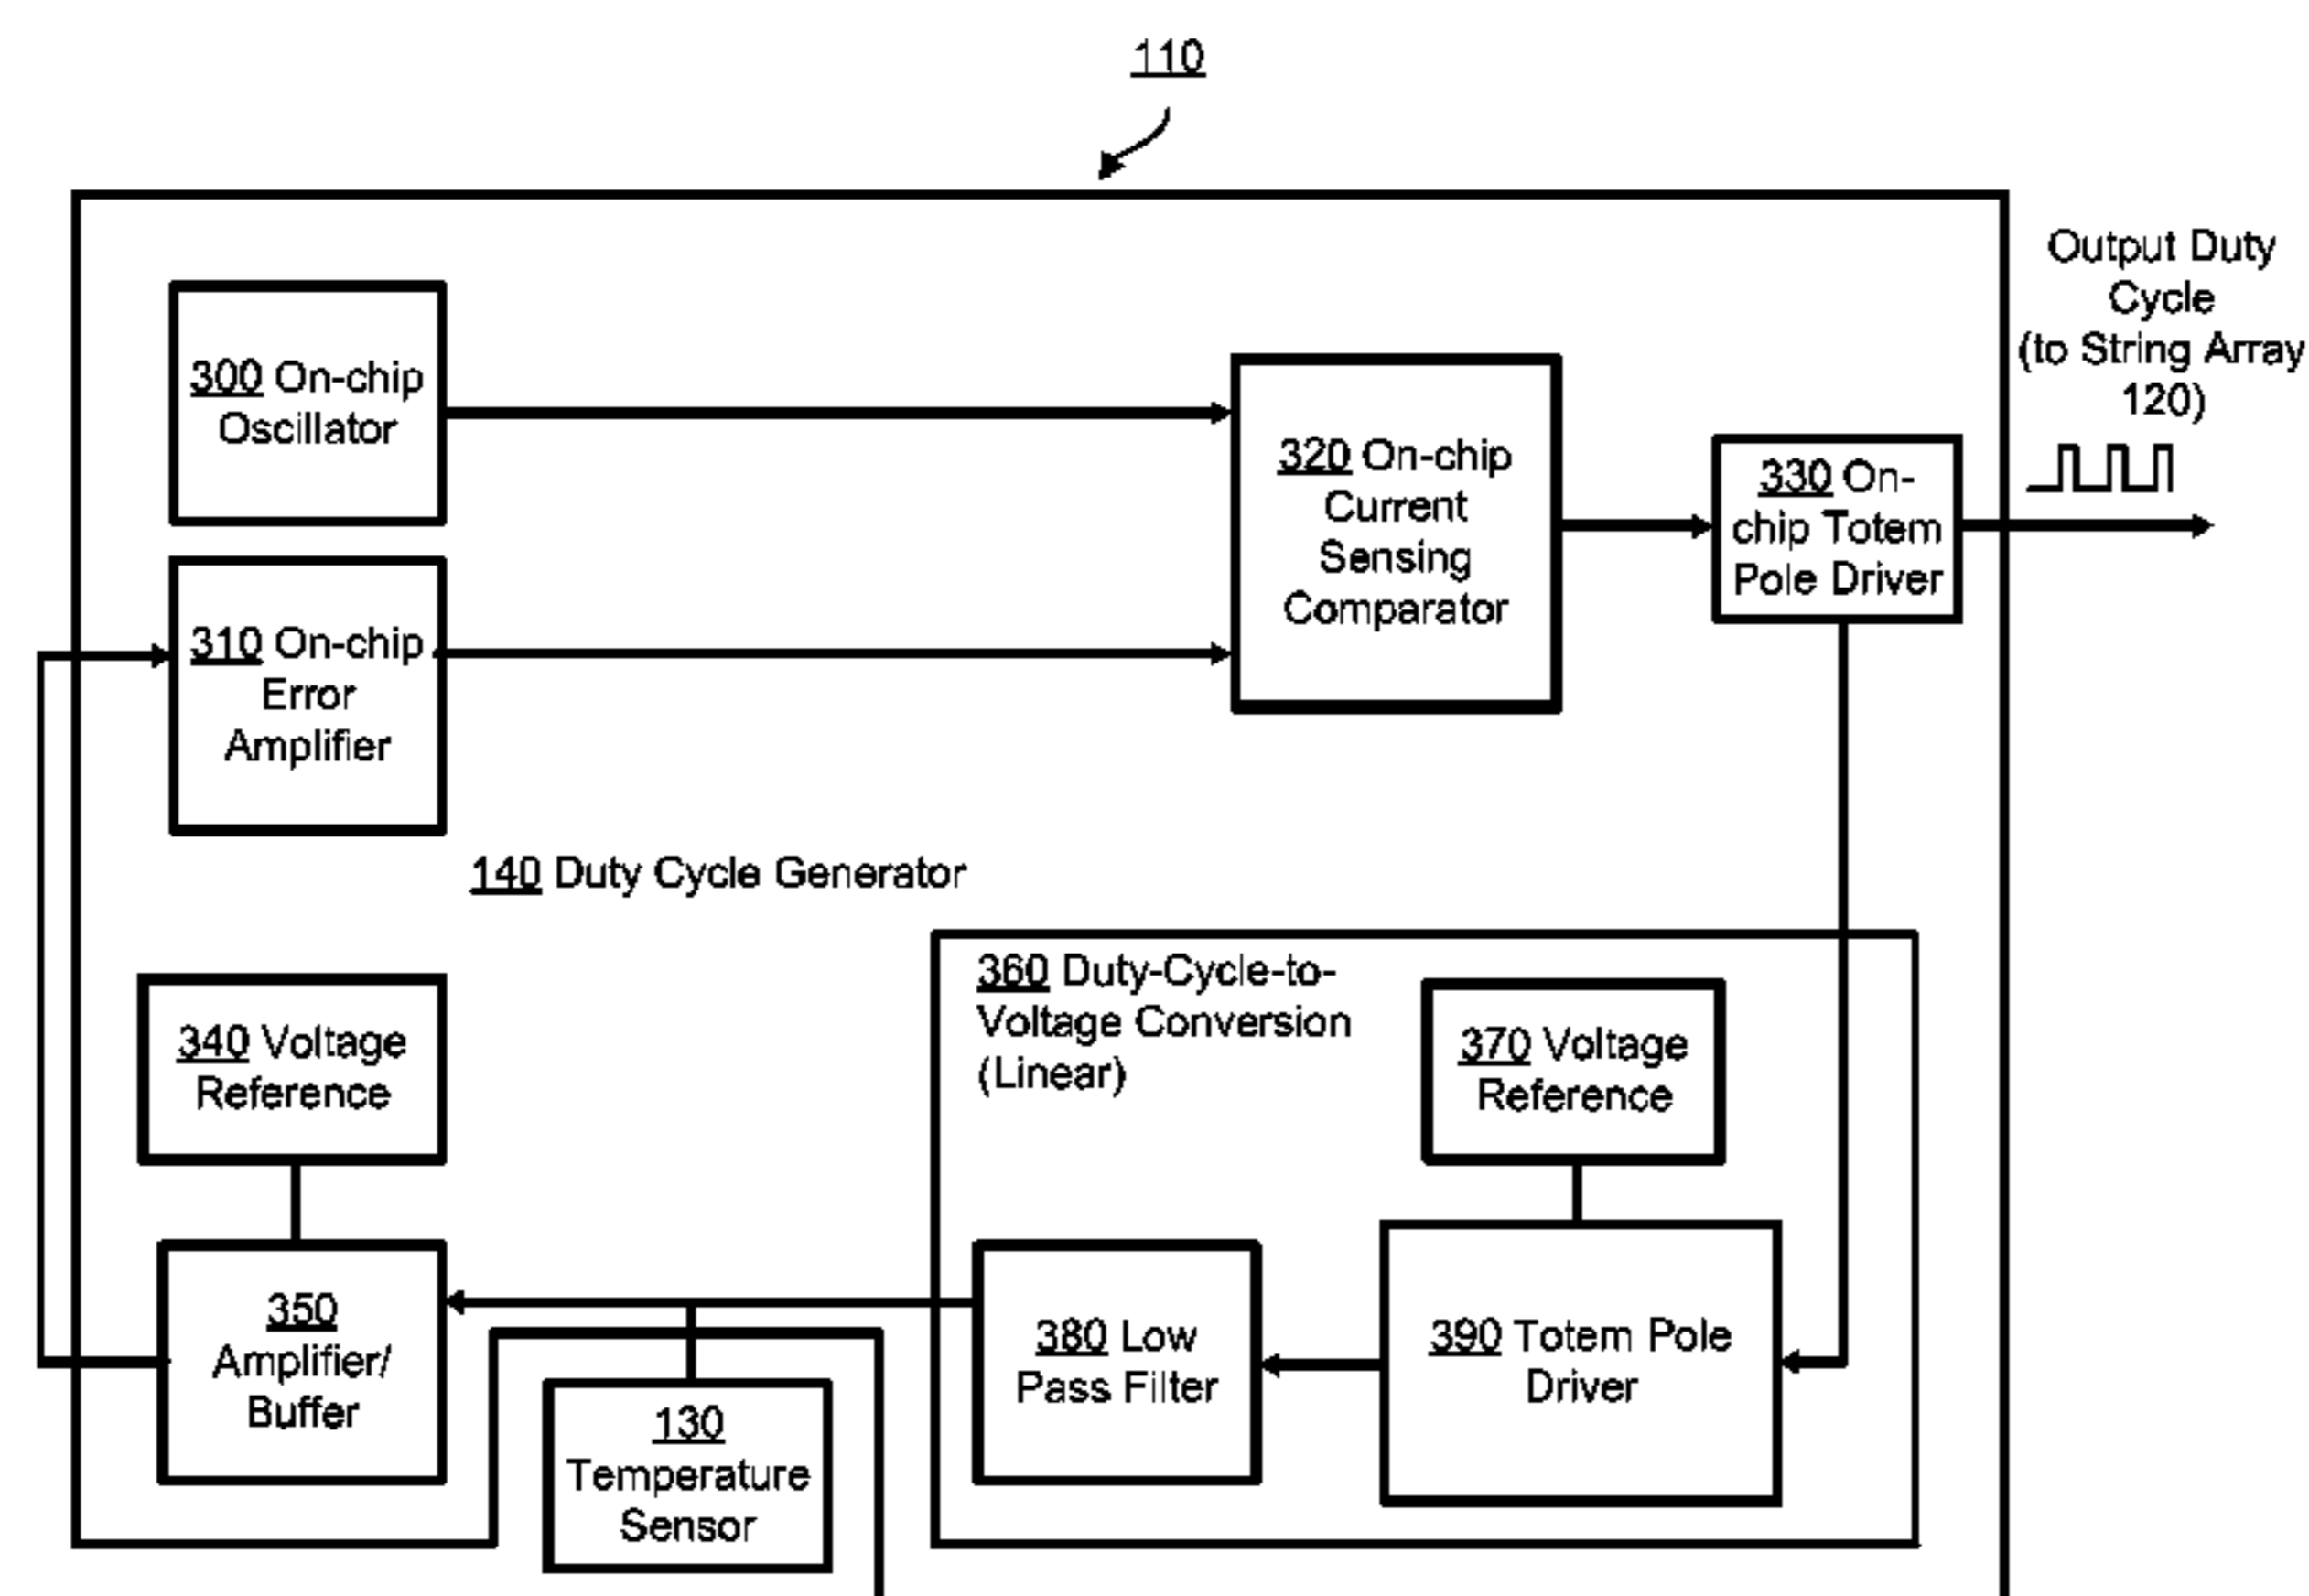 110
Output Duty
Cycle
(to String Array
120)
300 On-chip
Oscillator
320 On-chip
Current
Sensing
Comparator
330 On-
chip Totem
Pole Driver
310 On-chip
Error
Amplifier
140 Duty Cycle Generator
360 Duty-Cycle-to-
Voltage Conversion
(Linear)
340 Voltage
Reference
370 Voltage
Reference
350
Amplifier/
Buffer
380 Low
Pass Filter
390 Totem Pole
Driver
130
Temperature
Sensor